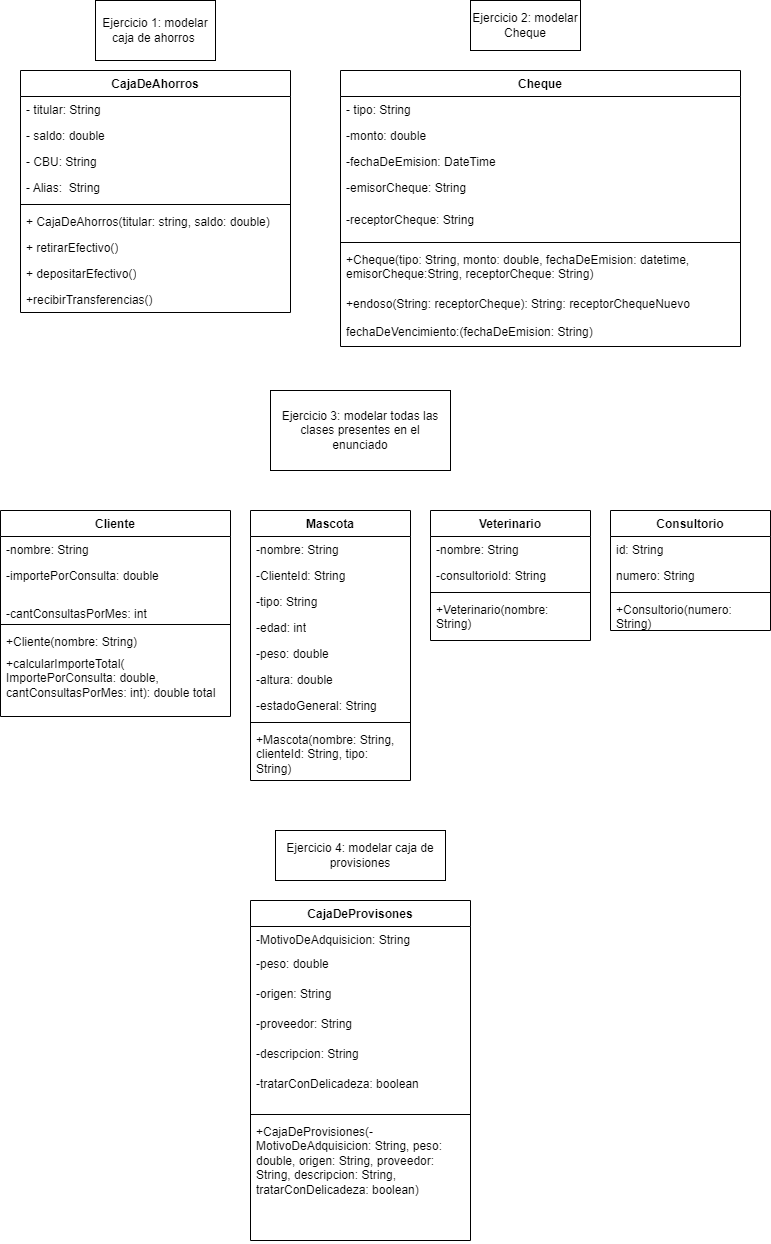 Ejercicio 1: modelar
caja de ahorros
Ejercicio 2: modelar
Cheque
CajaDeAhorros
- titular: String
- saldo: double
- CBU: String
- Alias:  String
+ CajaDeAhorros(titular: string, saldo: double)
+ retirarEfectivo()
+ depositarEfectivo()
+recibirTransferencias()
Cheque
- tipo: String
-monto: double
-fechaDeEmision: DateTime
-emisorCheque: String
-receptorCheque: String
+Cheque(tipo: String, monto: double, fechaDeEmision: datetime,
emisorCheque:String, receptorCheque: String)
+endoso(String: receptorCheque): String: receptorChequeNuevo
fechaDeVencimiento:(fechaDeEmision: String)
Ejercicio 3: modelar todas las
clases presentes en el
enunciado
Cliente
-nombre: String
-importePorConsulta: double
-cantConsultasPorMes: int
+Cliente(nombre: String)
+calcularImporteTotal(
ImportePorConsulta: double,
cantConsultasPorMes: int): double total
Mascota
-nombre: String
-ClienteId: String
-tipo: String
-edad: int
-peso: double
-altura: double
-estadoGeneral: String
+Mascota(nombre: String,
clienteId: String, tipo:
String)
Veterinario
-nombre: String
-consultorioId: String
+Veterinario(nombre:
String)
Consultorio
id: String
numero: String
+Consultorio(numero:
String)
Ejercicio 4: modelar caja de
provisiones
CajaDeProvisones
-MotivoDeAdquisicion: String
-peso: double
-origen: String
-proveedor: String
-descripcion: String
-tratarConDelicadeza: boolean
+CajaDeProvisiones(-
MotivoDeAdquisicion: String, peso:
double, origen: String, proveedor:
String, descripcion: String,
tratarConDelicadeza: boolean)